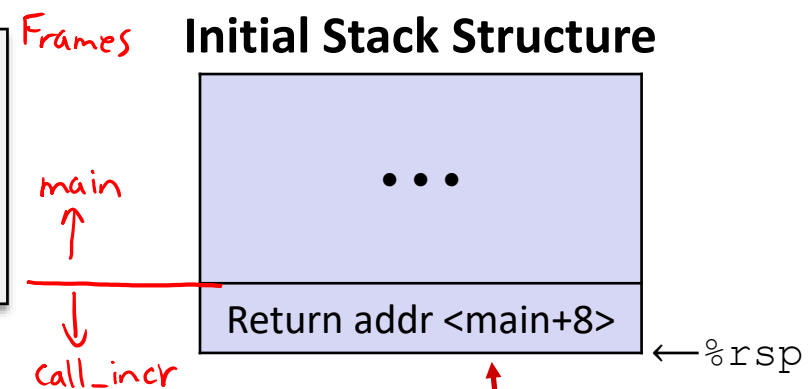 Frames
Initial Stack Structure
• • •
main
Return addr <main+8>
←%rsp
call_incr